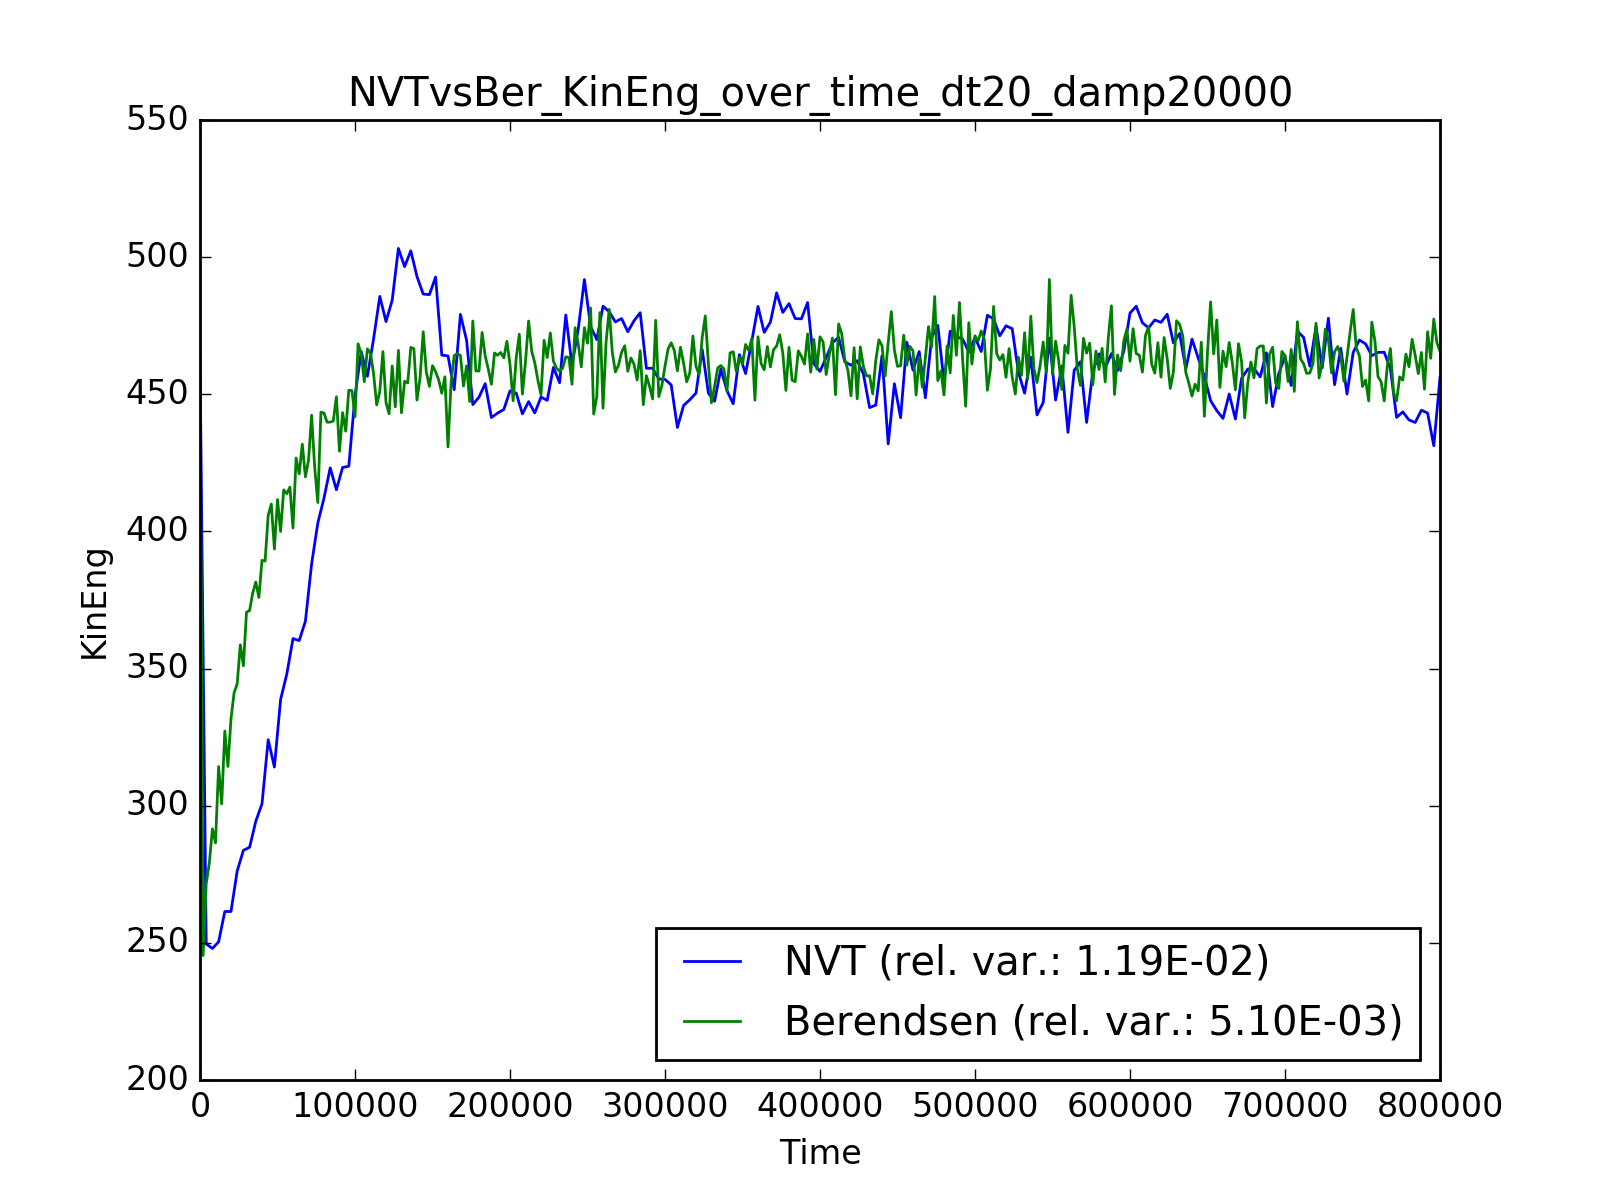 NVTvsBer_KinEng_over_time_dt20_damp20000
550
500
450
400
350
300
250
200
KinEng
NVT (rel. var.: 1.19E-02)
Berendsen (rel. var.: 5.10E-03)
0 100000 200000 300000 400000 500000 600000 700000 800000
Time